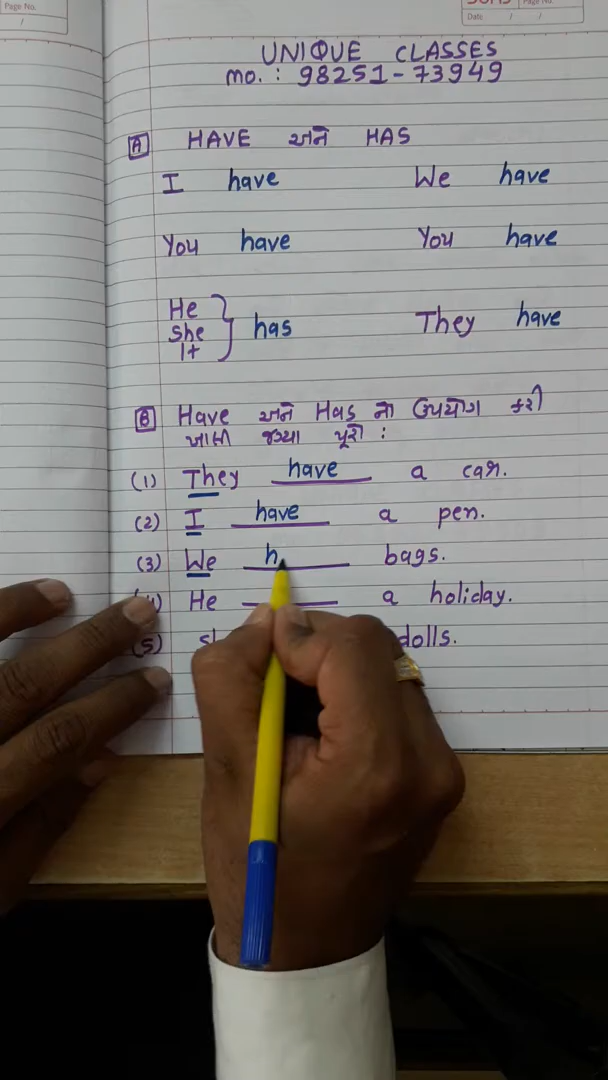 Page No.
Date / /
UNIQUE CLASSES
mo. : 98251-73949
A HAVE અને HAS
I have We have
You have You have
He
She
It
has They have
B Have અને Has નો ઉપયોગ કરી
ખાલી જગ્યા પૂરો :
(1) They have a car.
(2) I have a pen.
(3) We h bags.
He a holiday.
(5) dolls.